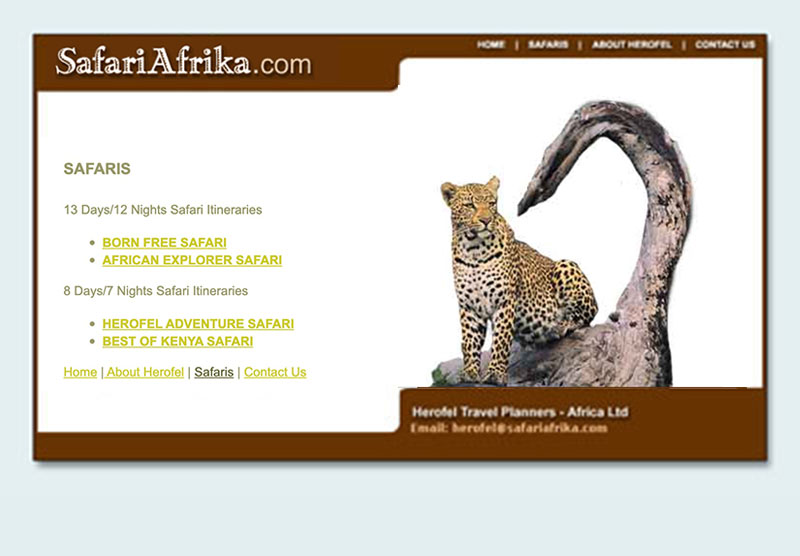 SafariAfrika.com
HOME | SAFARIS | ABOUT HEROFEL | CONTACT US
SAFARIS
13 Days/12 Nights Safari Itineraries
• BORN FREE SAFARI
• AFRICAN EXPLORER SAFARI
8 Days/7 Nights Safari Itineraries
• HEROFEL ADVENTURE SAFARI
• BEST OF KENYA SAFARI
Home | About Herofel | Safaris | Contact Us
Herofel Travel Planners - Africa Ltd
Email: herofel@safariafrika.com